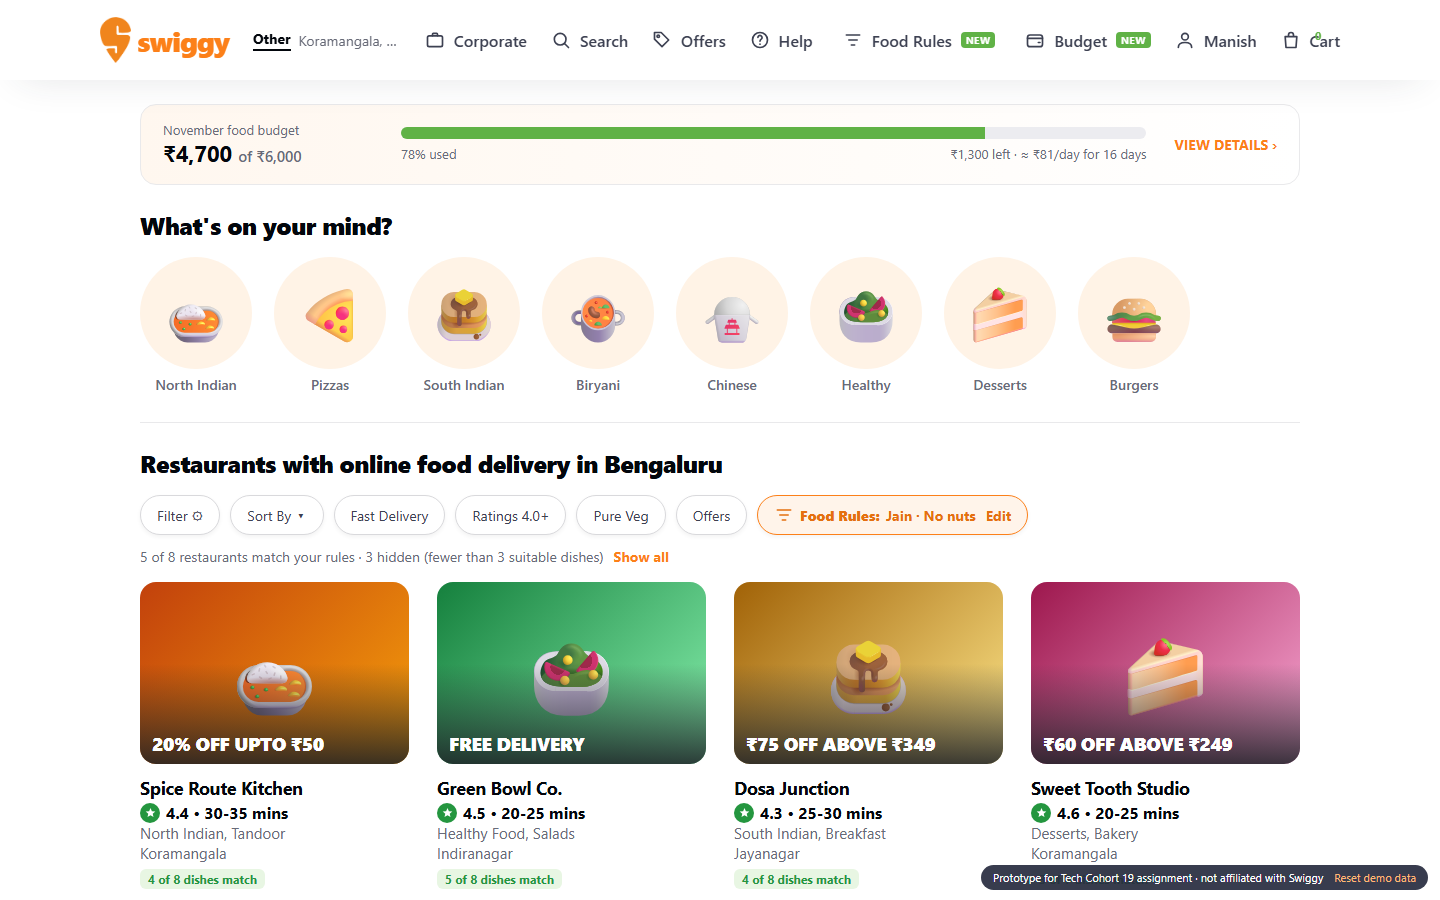 swiggy
Other Koramangala, ...
Corporate
Search
Offers
Help
Food Rules NEW
Budget NEW
Manish
Cart
0
November food budget
₹4,700 of ₹6,000
78% used
₹1,300 left · ≈ ₹81/day for 16 days
VIEW DETAILS ›
What's on your mind?
North Indian
Pizzas
South Indian
Biryani
Chinese
Healthy
Desserts
Burgers
Restaurants with online food delivery in Bengaluru
Filter
Sort By
Fast Delivery
Ratings 4.0+
Pure Veg
Offers
Food Rules: Jain · No nuts Edit
5 of 8 restaurants match your rules · 3 hidden (fewer than 3 suitable dishes) Show all
20% OFF UPTO ₹50
Spice Route Kitchen
4.4 • 30-35 mins
North Indian, Tandoor
Koramangala
4 of 8 dishes match
FREE DELIVERY
Green Bowl Co.
4.5 • 20-25 mins
Healthy Food, Salads
Indiranagar
5 of 8 dishes match
₹75 OFF ABOVE ₹349
Dosa Junction
4.3 • 25-30 mins
South Indian, Breakfast
Jayanagar
4 of 8 dishes match
₹60 OFF ABOVE ₹249
Sweet Tooth Studio
4.6 • 20-25 mins
Desserts, Bakery
Koramangala
Prototype for Tech Cohort 19 assignment · not affiliated with Swiggy Reset demo data